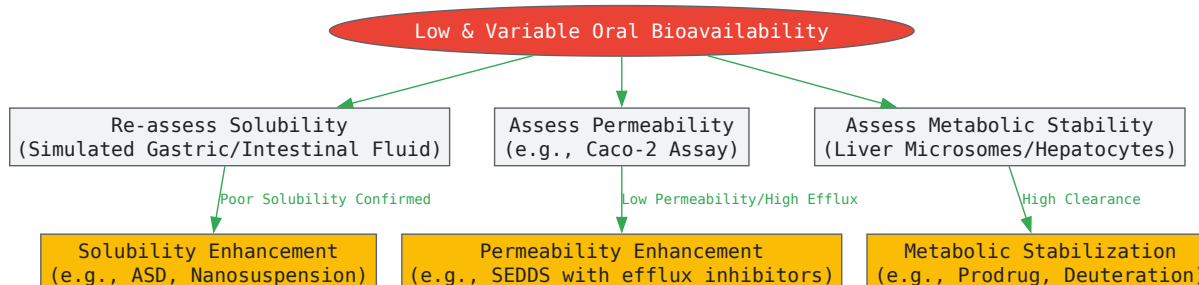 Low & Variable Oral Bioavailability
Re-assess Solubility
(Simulated Gastric/Intestinal Fluid)
Assess Permeability
(e.g., Caco-2 Assay)
Assess Metabolic Stability
(Liver Microsomes/Hepatocytes)
Poor Solubility Confirmed
Low Permeability/High Efflux
High Clearance
Solubility Enhancement
(e.g., ASD, Nanosuspension)
Permeability Enhancement
(e.g., SEDDS with efflux inhibitors)
Metabolic Stabilization
(e.g., Prodrug, Deuteration)